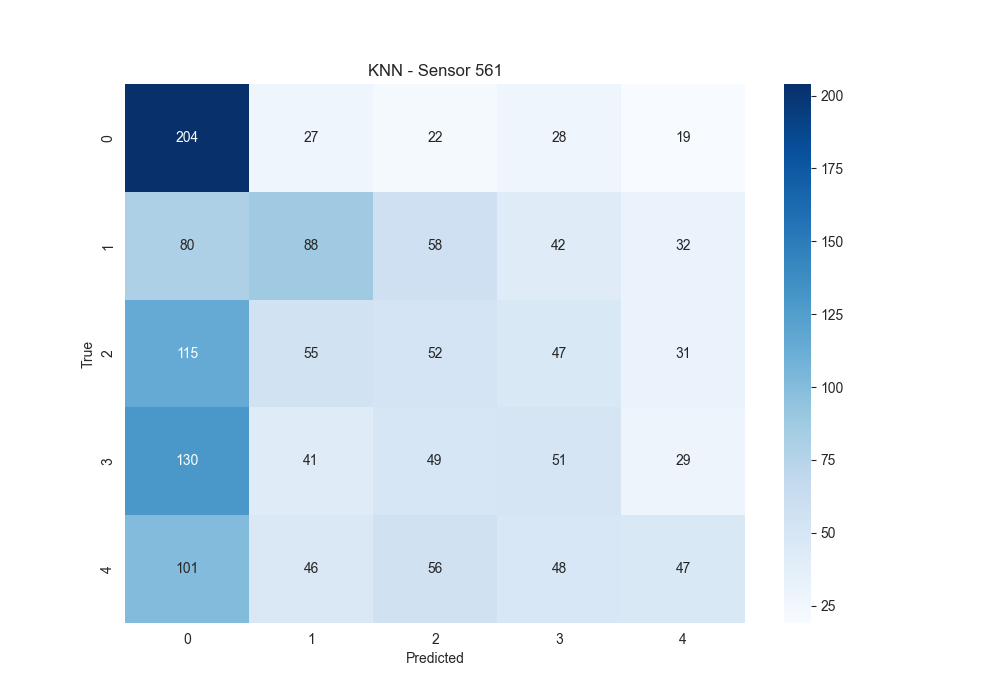 KNN - Sensor 561
0 204 27 22 28 19
1 80 88 58 42 32
2 115 55 52 47 31
3 130 41 49 51 29
4 101 46 56 48 47
0 1 2 3 4
Predicted
True
200
175
150
125
100
75
50
25